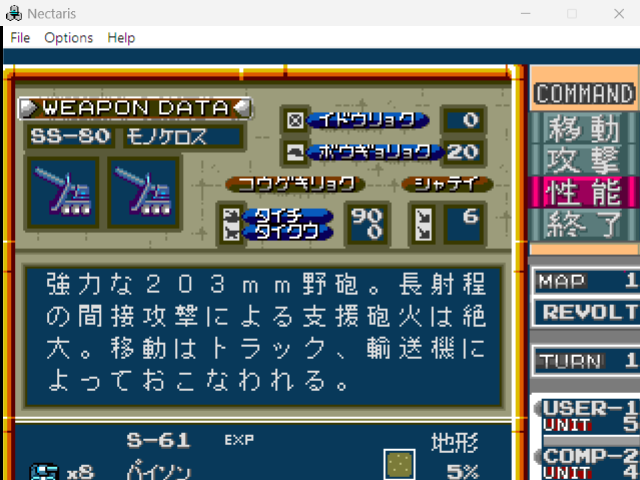 Nectaris
File Options Help
WEAPON DATA
SS-80 モノケロス
イドウリョク 0
ボウギョリョク 20
コウゲキリョク シャテイ
タイチ 90 6
タイクウ 0
強力な203mm野砲。長射程
の間接攻撃による支援砲火は絶
大。移動はトラック、輸送機に
よっておこなわれる。
S-61 EXP 地形
x8 バイソン 5%
COMMAND
移動
攻撃
性能
終了
MAP 1
REVOLT
TURN 1
USER-1
UNIT 5
COMP-2
UNIT 4